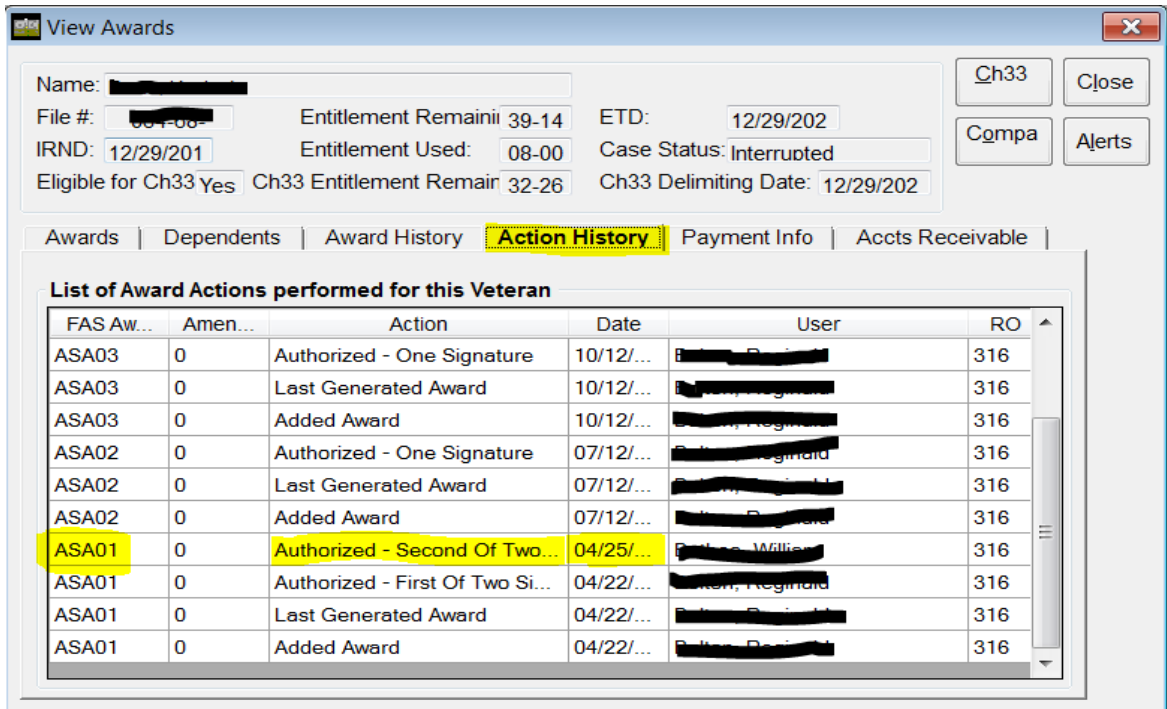 View Awards
Name:
File #: Entitlement Remainin 39-14 ETD: 12/29/202
IRND: 12/29/201 Entitlement Used: 08-00 Case Status: Interrupted
Eligible for Ch33 Yes Ch33 Entitlement Remain 32-26 Ch33 Delimiting Date: 12/29/202
Ch33 Close
Compa Alerts
Awards Dependents Award History Action History Payment Info Accts Receivable
List of Award Actions performed for this Veteran
FAS Aw... Amen... Action Date User RO
ASA03 0 Authorized - One Signature 10/12/... 316
ASA03 0 Last Generated Award 10/12/... 316
ASA03 0 Added Award 10/12/... 316
ASA02 0 Authorized - One Signature 07/12/... 316
ASA02 0 Last Generated Award 07/12/... 316
ASA02 0 Added Award 07/12/... 316
ASA01 0 Authorized - Second Of Two... 04/25/... 316
ASA01 0 Authorized - First Of Two Si... 04/22/... 316
ASA01 0 Last Generated Award 04/22/... 316
ASA01 0 Added Award 04/22/... 316